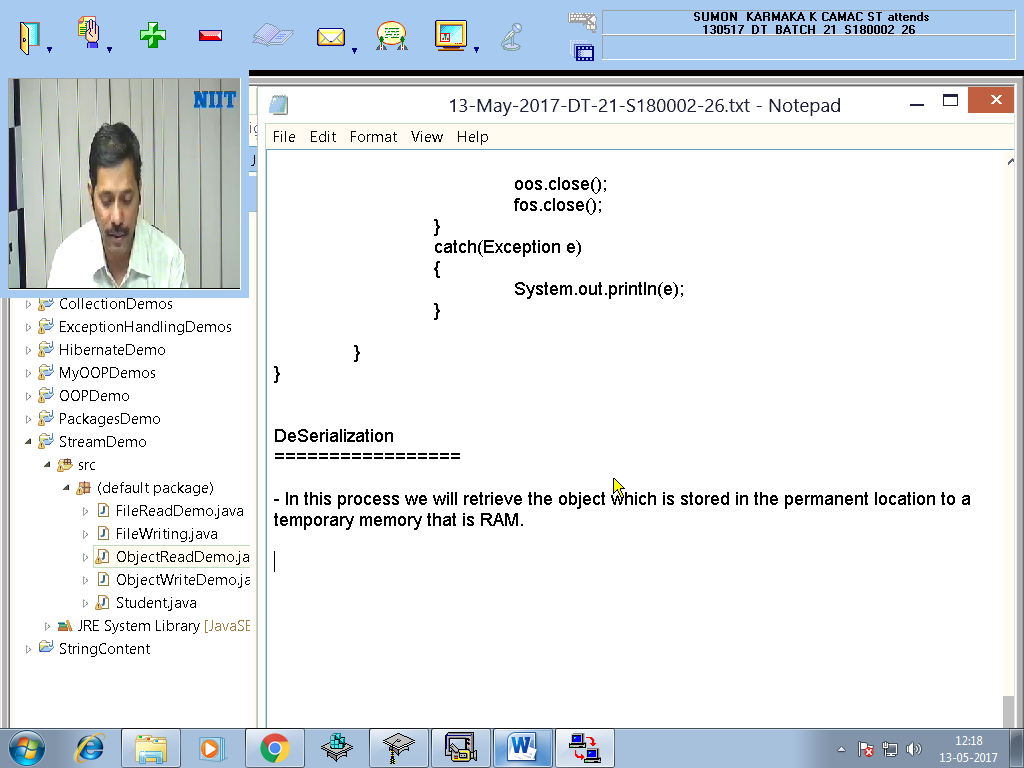 SUMON KARMAKA K CAMAC ST attends
130517 DT BATCH 21 S180002 26
NIIT
13-May-2017-DT-21-S180002-26.txt - Notepad
File Edit Format View Help
oos.close();
fos.close();
}
catch(Exception e)
{
System.out.println(e);
}
}
}
DeSerialization
=================
- In this process we will retrieve the object which is stored in the permanent location to a
temporary memory that is RAM.
CollectionDemos
ExceptionHandlingDemos
HibernateDemo
MyOOPDemos
OOPDemo
PackagesDemo
StreamDemo
src
(default package)
FileReadDemo.java
FileWriting.java
ObjectReadDemo.ja
ObjectWriteDemo.ja
Student.java
JRE System Library [JavaSE
StringContent
12:18
13-05-2017